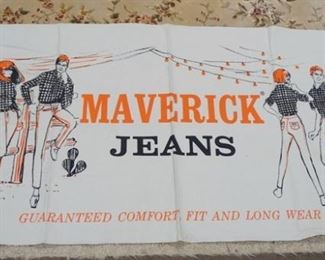 MAVERICK
JEANS
GUARANTEED COMFORT, FIT AND LONG WEAR